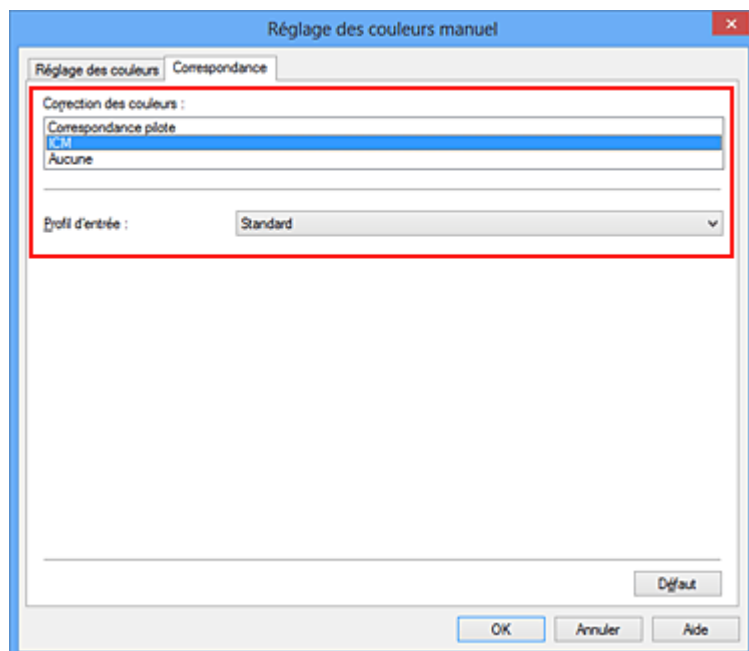 Réglage des couleurs manuel
Réglage des couleurs Correspondance
Correction des couleurs :
Correspondance pilote
ICM
Aucune
Profil d'entrée : Standard
Défaut
OK Annuler Aide